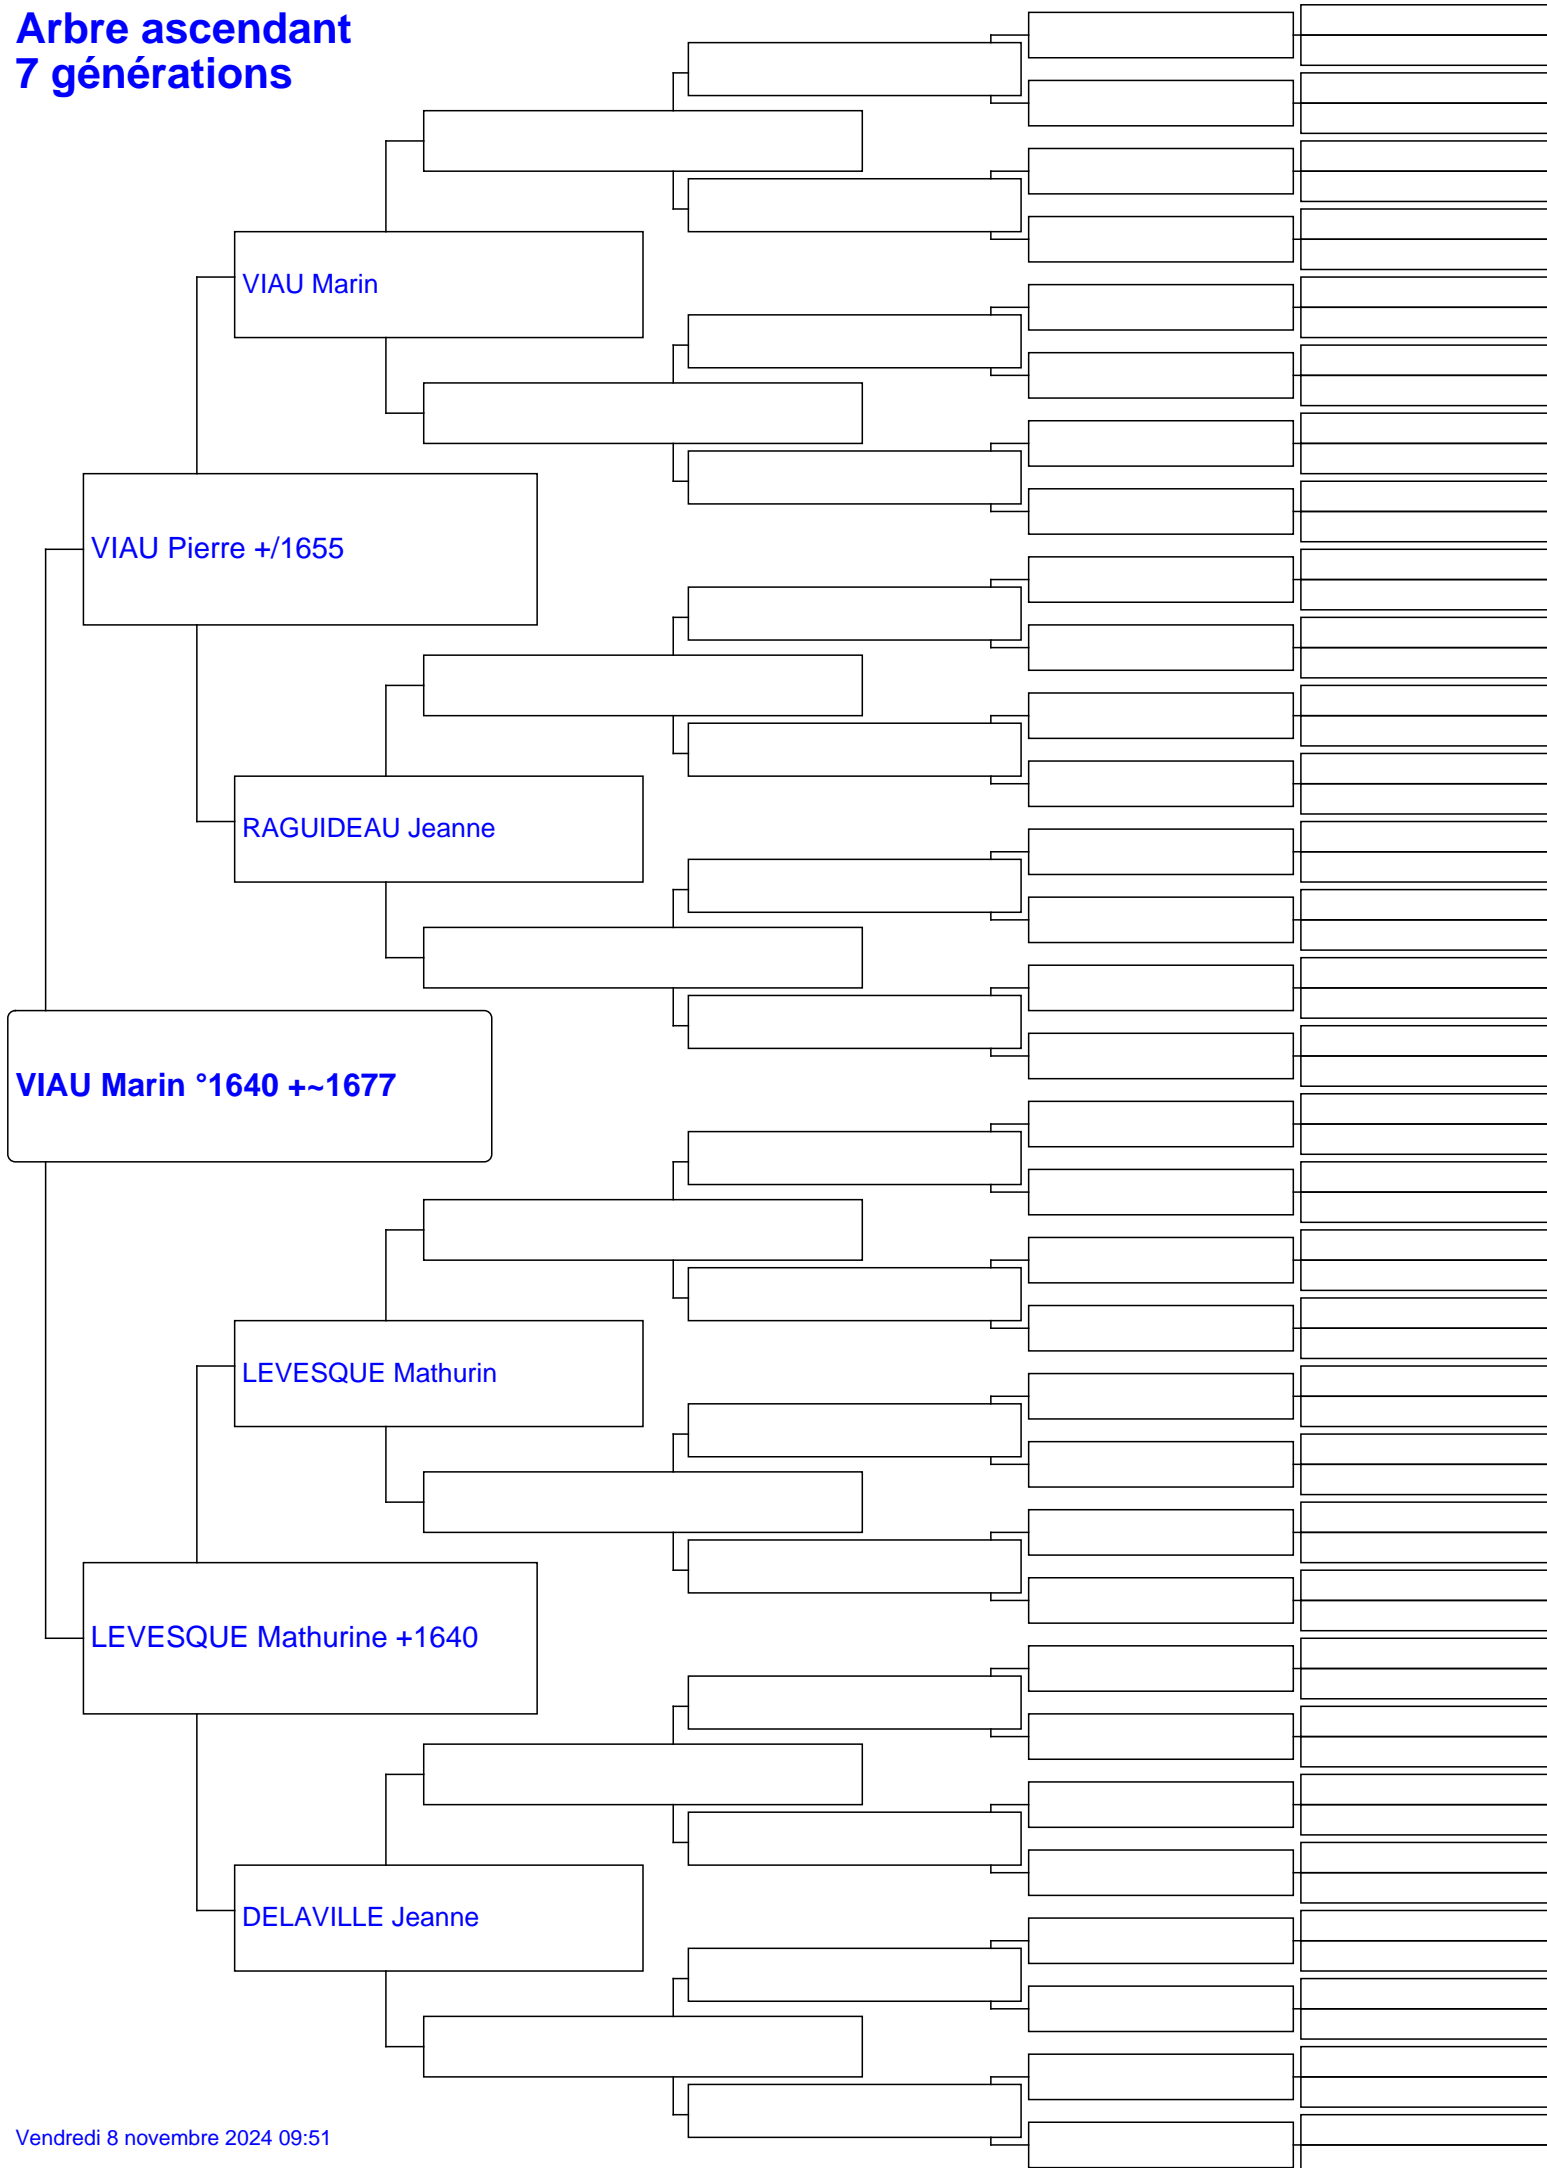 Arbre ascendant
7 générations
VIAU Marin
VIAU Pierre +/1655
RAGUIDEAU Jeanne
VIAU Marin °1640 +~1677
LEVESQUE Mathurin
LEVESQUE Mathurine +1640
DELAVILLE Jeanne
Vendredi 8 novembre 2024 09:51